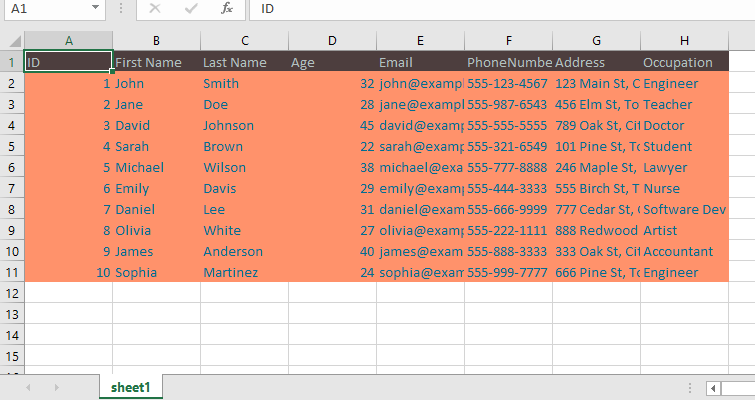 A1 fx ID
A B C D E F G H
1 ID First Name Last Name Age Email PhoneNumbe Address Occupation
2 1 John Smith 32 john@exampl 555-123-4567 123 Main St, C Engineer
3 2 Jane Doe 28 jane@exampl 555-987-6543 456 Elm St, To Teacher
4 3 David Johnson 45 david@examp 555-555-5555 789 Oak St, Cit Doctor
5 4 Sarah Brown 22 sarah@examp 555-321-6549 101 Pine St, To Student
6 5 Michael Wilson 38 michael@exa 555-777-8888 246 Maple St, Lawyer
7 6 Emily Davis 29 emily@examp 555-444-3333 555 Birch St, T Nurse
8 7 Daniel Lee 31 daniel@exam 555-666-9999 777 Cedar St, Software Dev
9 8 Olivia White 27 olivia@examp 555-222-1111 888 Redwood Artist
10 9 James Anderson 40 james@exam 555-888-3333 333 Oak St, Cit Accountant
11 10 Sophia Martinez 24 sophia@exam 555-999-7777 666 Pine St, To Engineer
12
13
14
15
sheet1